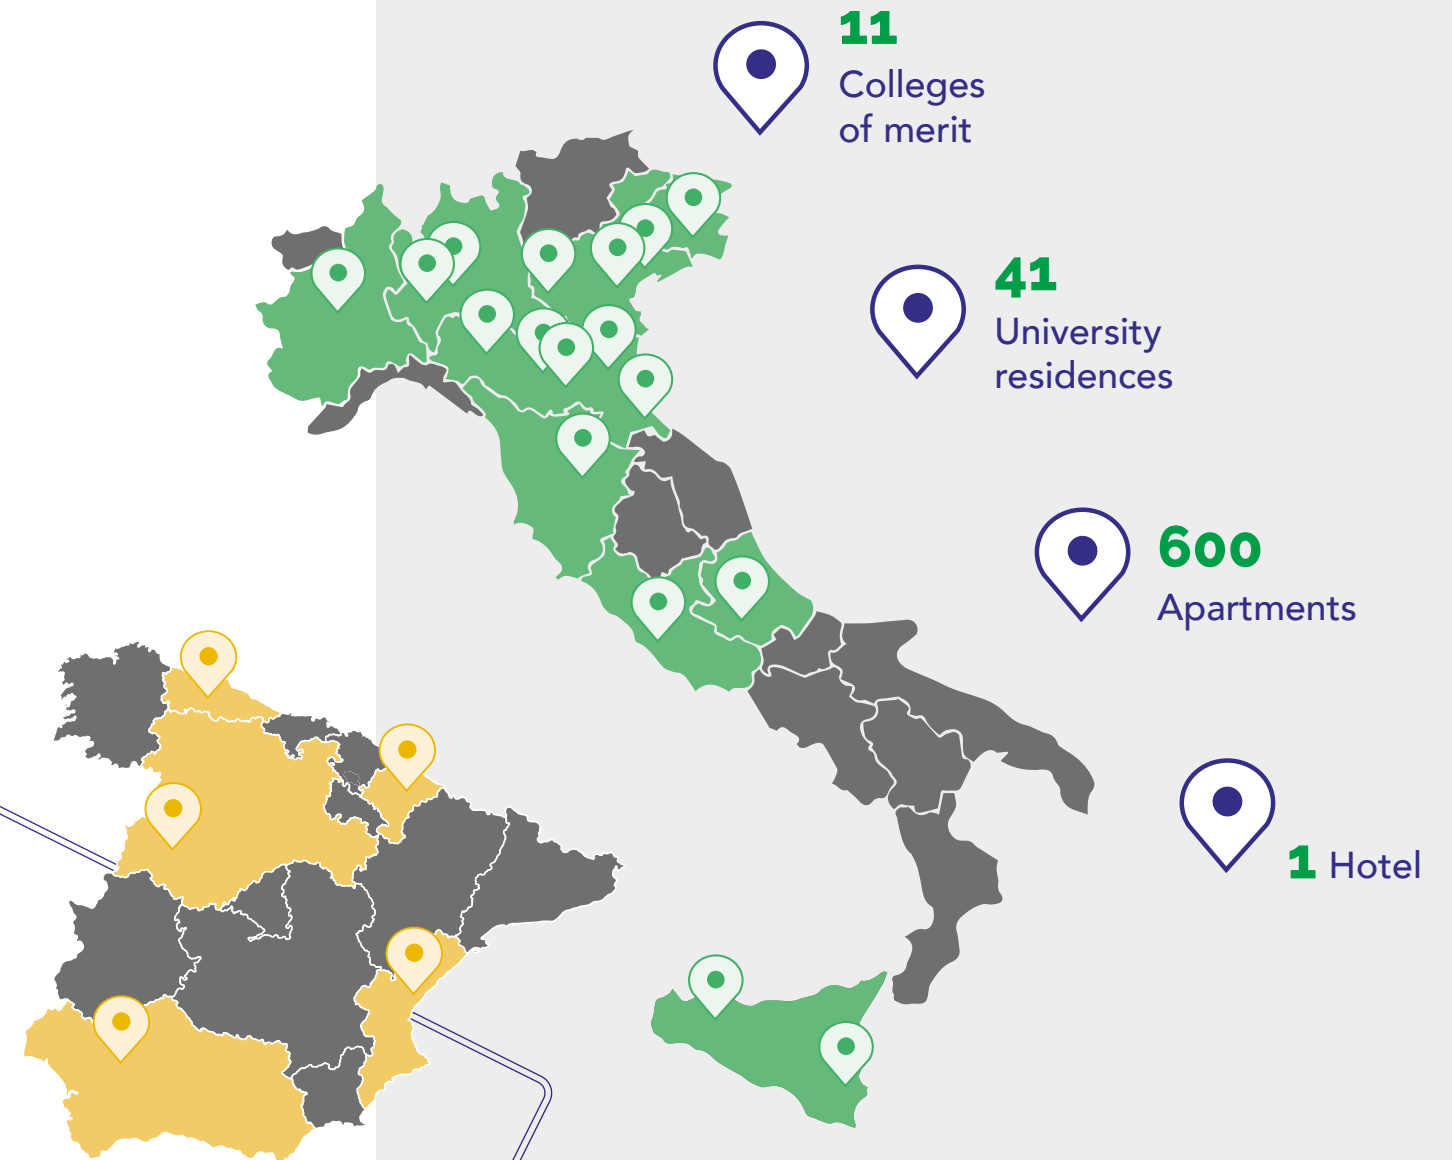 11
Colleges
of merit
41
University
residences
600
Apartments
1 Hotel